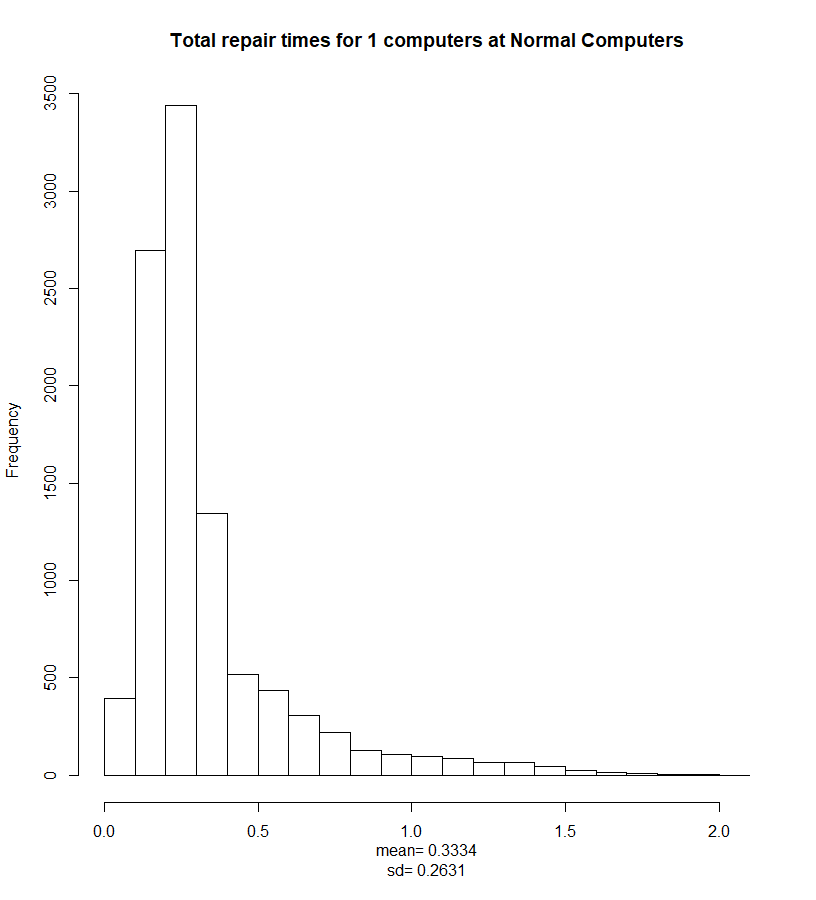 Total repair times for 1 computers at Normal Computers
3500
3000
2500
2000
1500
1000
500
0
Frequency
0.0 0.5 1.0 1.5 2.0
mean= 0.3334
sd= 0.2631